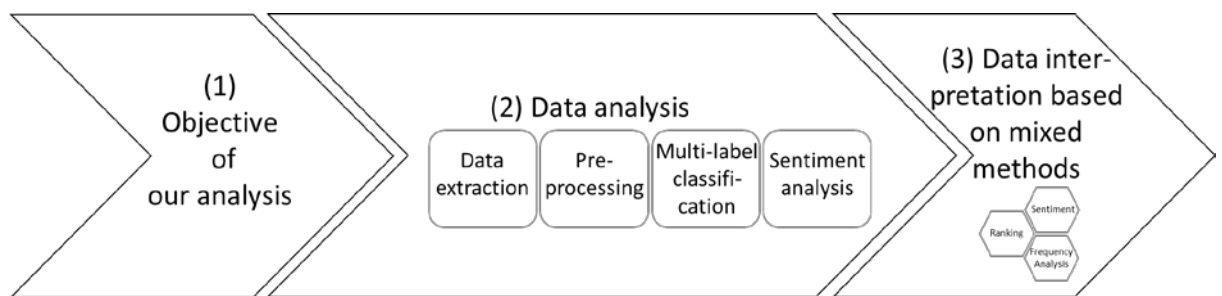 (1)
Objective
of
our analysis
(2) Data analysis
Data
extraction
Pre-
processing
Multi-label
classifi-
cation
Sentiment
analysis
(3) Data inter-
pretation based
on mixed
methods
Sentiment
Ranking
Frequency
Analysis